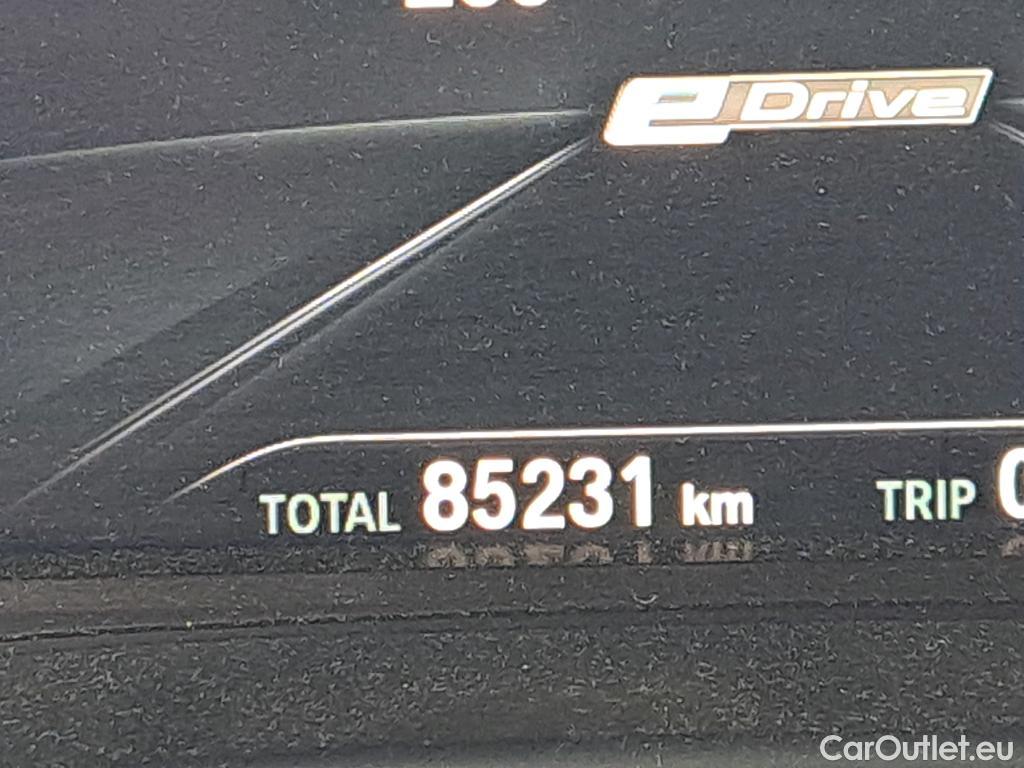 eDrive
TOTAL 85231 km TRIP
CarOutlet.eu